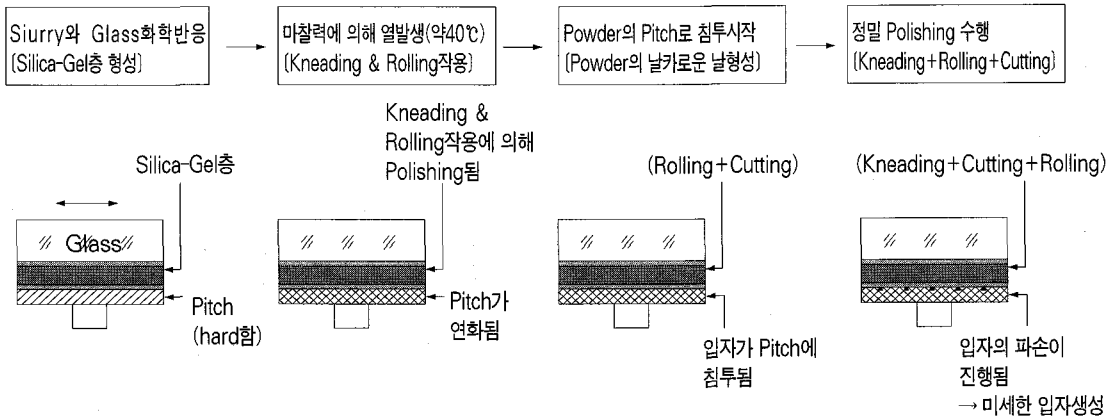 Siurry와 Glass화학반응
(Silica-Gel층 형성)
마찰력에 의해 열발생(약40℃)
(Kneading & Rolling작용)
Powder의 Pitch로 침투시작
(Powder의 날카로운 날형성)
정밀 Polishing 수행
(Kneading+Rolling+Cutting)
Silica-Gel층
Kneading &
Rolling작용에 의해
Polishing됨
(Rolling+Cutting)
(Kneading+Cutting+Rolling)
Glass
Pitch
(hard함)
Pitch가
연화됨
입자가 Pitch에
침투됨
입자의 파손이
진행됨
→ 미세한 입자생성